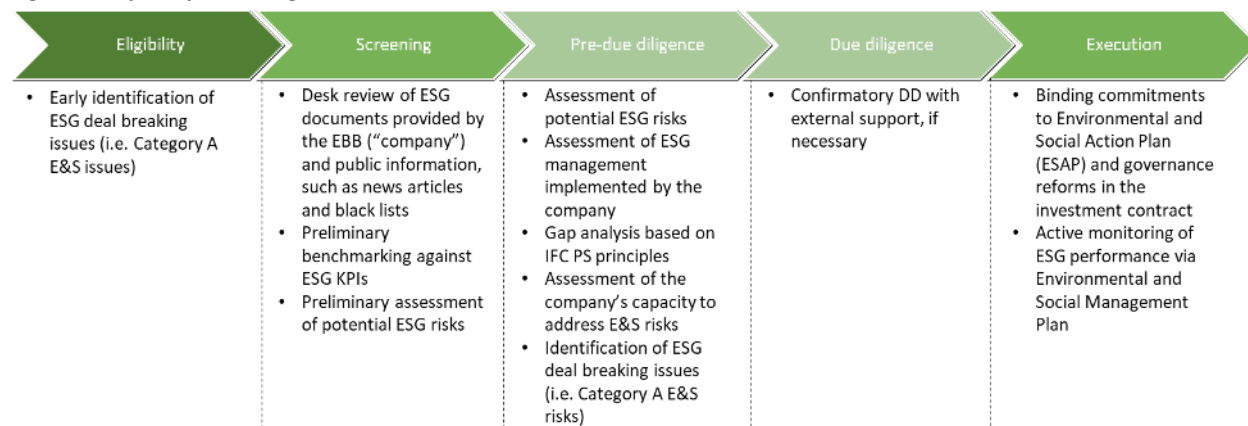 Eligibility
Screening
Pre-due diligence
Due diligence
Execution
• Early identification of
ESG deal breaking
issues (i.e. Category A
E&S issues)
• Desk review of ESG
documents provided by
the EBB (“company”)
and public information,
such as news articles
and black lists
• Preliminary
benchmarking against
ESG KPIs
• Preliminary assessment
of potential ESG risks
• Assessment of
potential ESG risks
• Assessment of ESG
management
implemented by the
company
• Gap analysis based on
IFC PS principles
• Assessment of the
company’s capacity to
address E&S risks
• Identification of ESG
deal breaking issues
(i.e. Category A E&S
risks)
• Confirmatory DD with
external support, if
necessary
• Binding commitments
to Environmental and
Social Action Plan
(ESAP) and governance
reforms in the
investment contract
• Active monitoring of
ESG performance via
Environmental and
Social Management
Plan